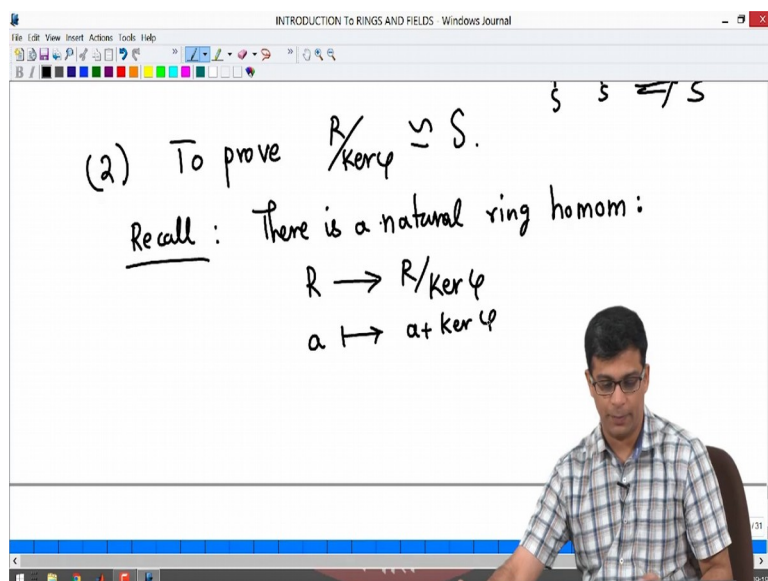 INTRODUCTION To RINGS AND FIELDS - Windows Journal
File Edit View Insert Actions Tools Help
B I
(2) To prove R/Kerφ ≃ S.
Recall : There is a natural ring homom :
R ⟶ R/Ker φ
a ⟼ a+ Ker φ